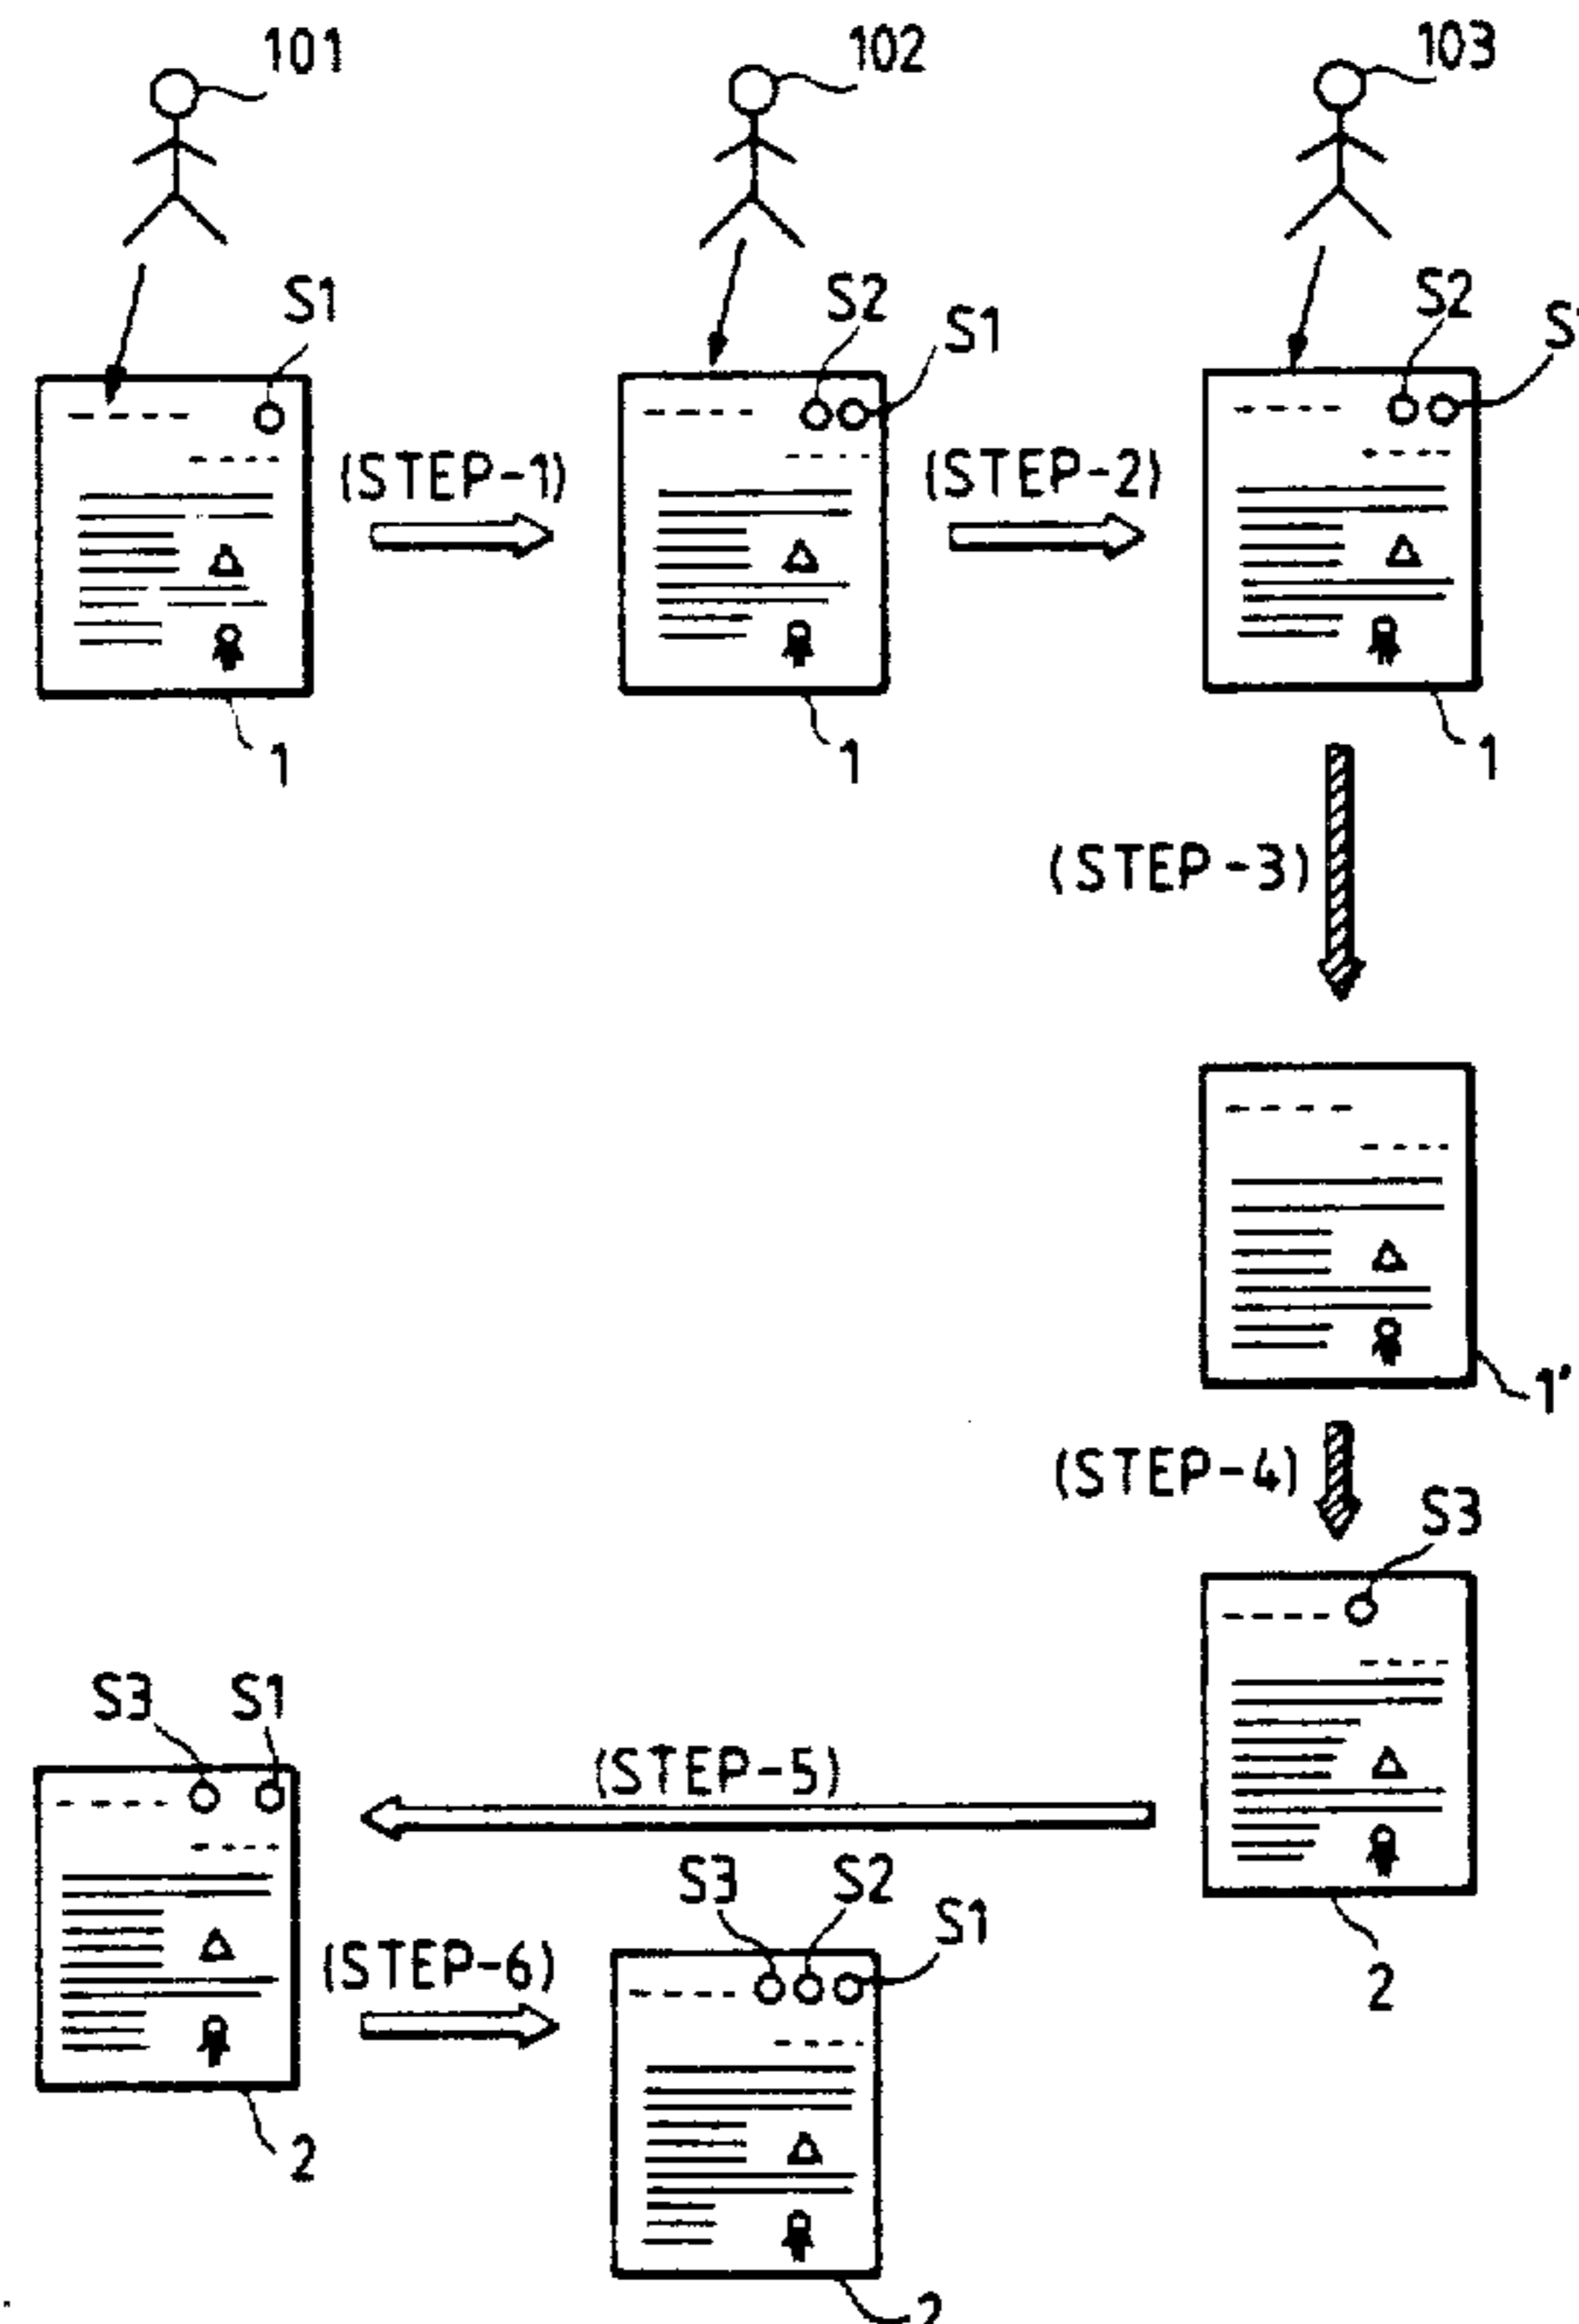 101
102
103
S1
S2
S1
S2
(STEP-1)
(STEP-2)
1
1
1
(STEP-3)
1'
(STEP-4)
S3
S3
S1
(STEP-5)
S3
S2
S1
(STEP-6)
2
2
2